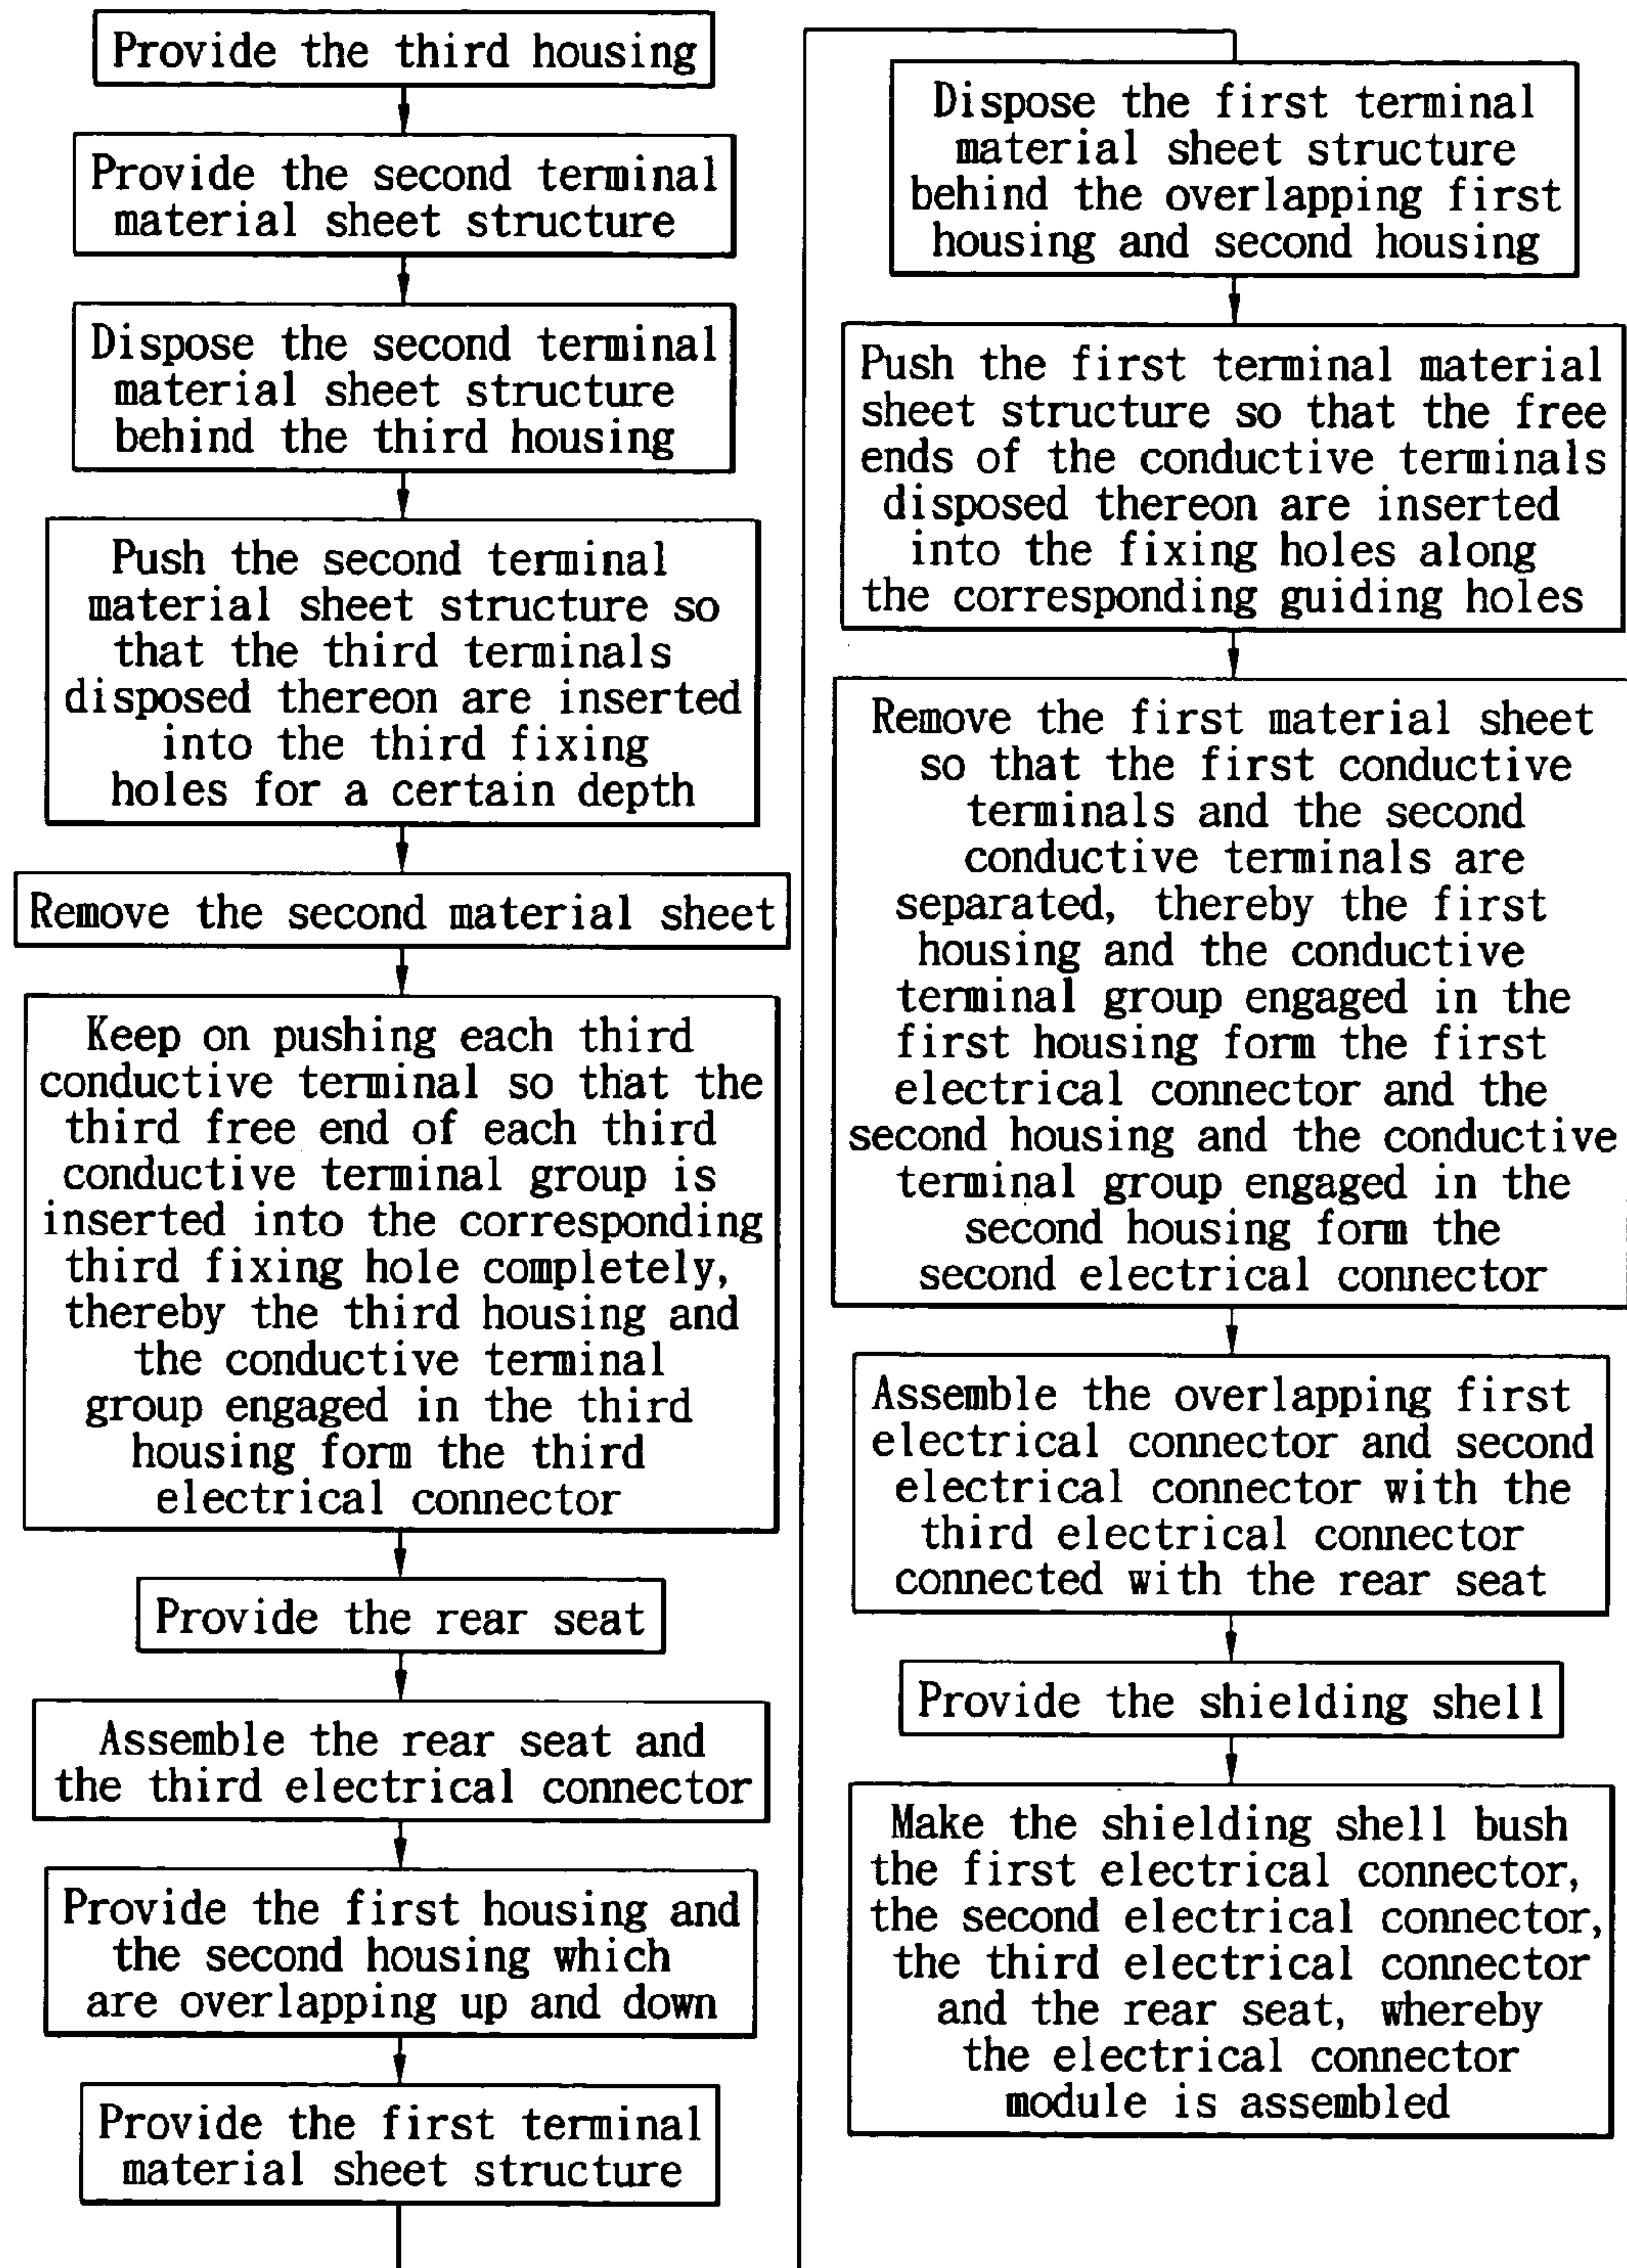 Provide the third housing
Provide the second terminal
material sheet structure
Dispose the second terminal
material sheet structure
behind the third housing
Push the second terminal
material sheet structure so
that the third terminals
disposed thereon are inserted
into the third fixing
holes for a certain depth
Remove the second material sheet
Keep on pushing each third
conductive terminal so that the
third free end of each third
conductive terminal group is
inserted into the corresponding
third fixing hole completely,
thereby the third housing and
the conductive terminal
group engaged in the third
housing form the third
electrical connector
Provide the rear seat
Assemble the rear seat and
the third electrical connector
Provide the first housing and
the second housing which
are overlapping up and down
Provide the first terminal
material sheet structure
Dispose the first terminal
material sheet structure
behind the overlapping first
housing and second housing
Push the first terminal material
sheet structure so that the free
ends of the conductive terminals
disposed thereon are inserted
into the fixing holes along
the corresponding guiding holes
Remove the first material sheet
so that the first conductive
terminals and the second
conductive terminals are
separated, thereby the first
housing and the conductive
terminal group engaged in the
first housing form the first
electrical connector and the
second housing and the conductive
terminal group engaged in the
second housing form the
second electrical connector
Assemble the overlapping first
electrical connector and second
electrical connector with the
third electrical connector
connected with the rear seat
Provide the shielding shell
Make the shielding shell bush
the first electrical connector,
the second electrical connector,
the third electrical connector
and the rear seat, whereby
the electrical connector
module is assembled